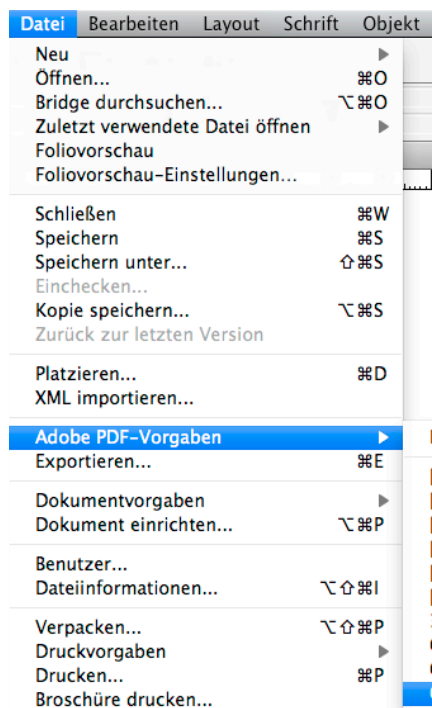 Datei Bearbeiten Layout Schrift Objekt
Neu
Öffnen... ⌘O
Bridge durchsuchen... ⌥⌘O
Zuletzt verwendete Datei öffnen
Foliovorschau
Foliovorschau-Einstellungen...
Schließen ⌘W
Speichern ⌘S
Speichern unter... ⇧⌘S
Einchecken...
Kopie speichern... ⌥⌘S
Zurück zur letzten Version
Platzieren... ⌘D
XML importieren...
Adobe PDF-Vorgaben
Exportieren... ⌘E
Dokumentvorgaben
Dokument einrichten... ⌥⌘P
Benutzer...
Dateiinformationen... ⌥⇧⌘I
Verpacken... ⌥⇧⌘P
Druckvorgaben
Drucken... ⌘P
Broschüre drucken...